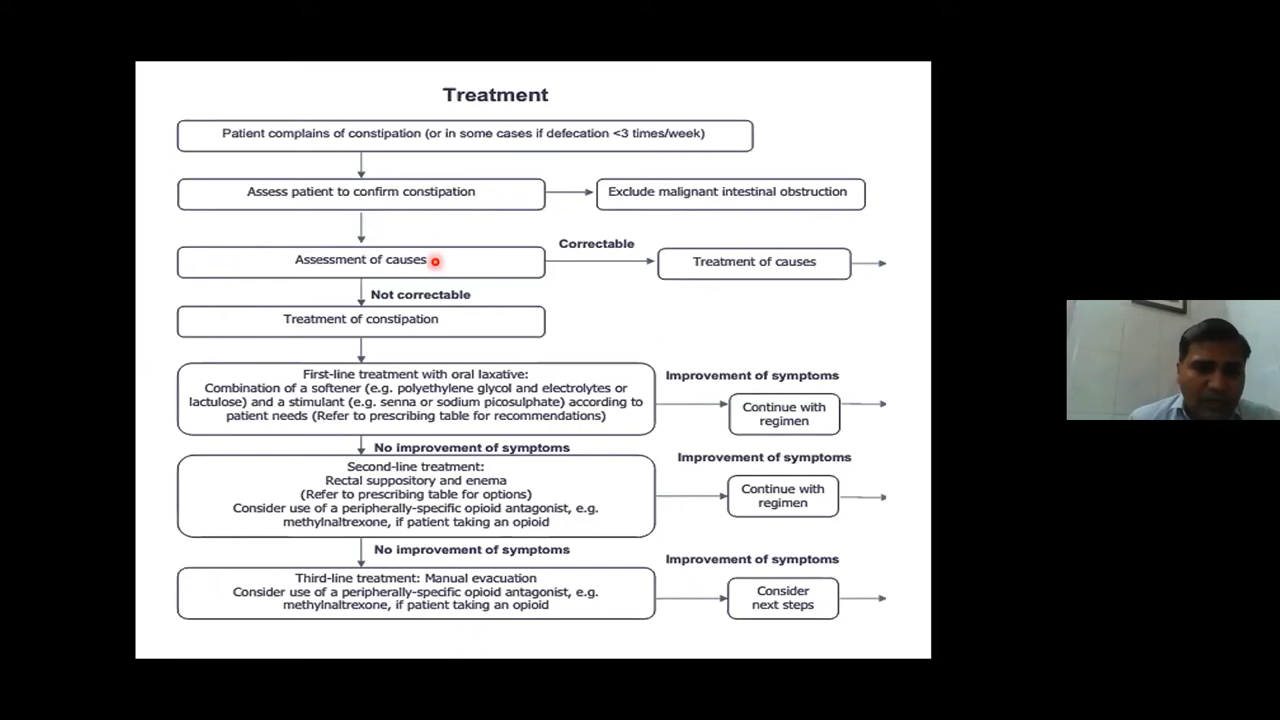 Treatment
Patient complains of constipation (or in some cases if defecation <3 times/week)
Assess patient to confirm constipation
Exclude malignant intestinal obstruction
Assessment of causes
Correctable
Treatment of causes
Not correctable
Treatment of constipation
First-line treatment with oral laxative:
Combination of a softener (e.g. polyethylene glycol and electrolytes or
lactulose) and a stimulant (e.g. senna or sodium picosulphate) according to
patient needs (Refer to prescribing table for recommendations)
Improvement of symptoms
Continue with
regimen
No improvement of symptoms
Second-line treatment:
Rectal suppository and enema
(Refer to prescribing table for options)
Consider use of a peripherally-specific opioid antagonist, e.g.
methylnaltrexone, if patient taking an opioid
Improvement of symptoms
Continue with
regimen
No improvement of symptoms
Third-line treatment: Manual evacuation
Consider use of a peripherally-specific opioid antagonist, e.g.
methylnaltrexone, if patient taking an opioid
Improvement of symptoms
Consider
next steps